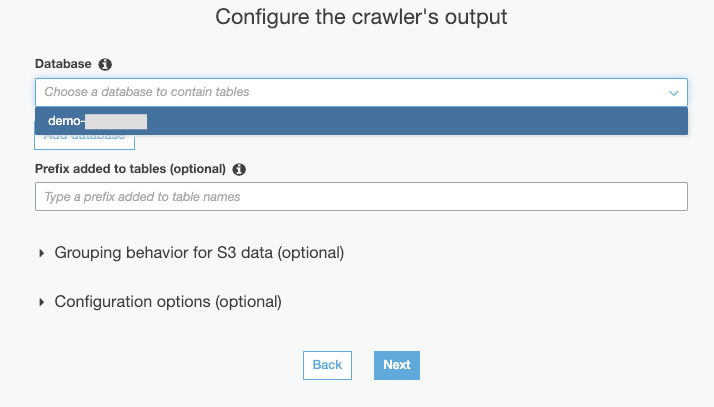 Configure the crawler's output
Database
Choose a database to contain tables
demo-
Add database
Prefix added to tables (optional)
Type a prefix added to table names
Grouping behavior for S3 data (optional)
Configuration options (optional)
Back Next